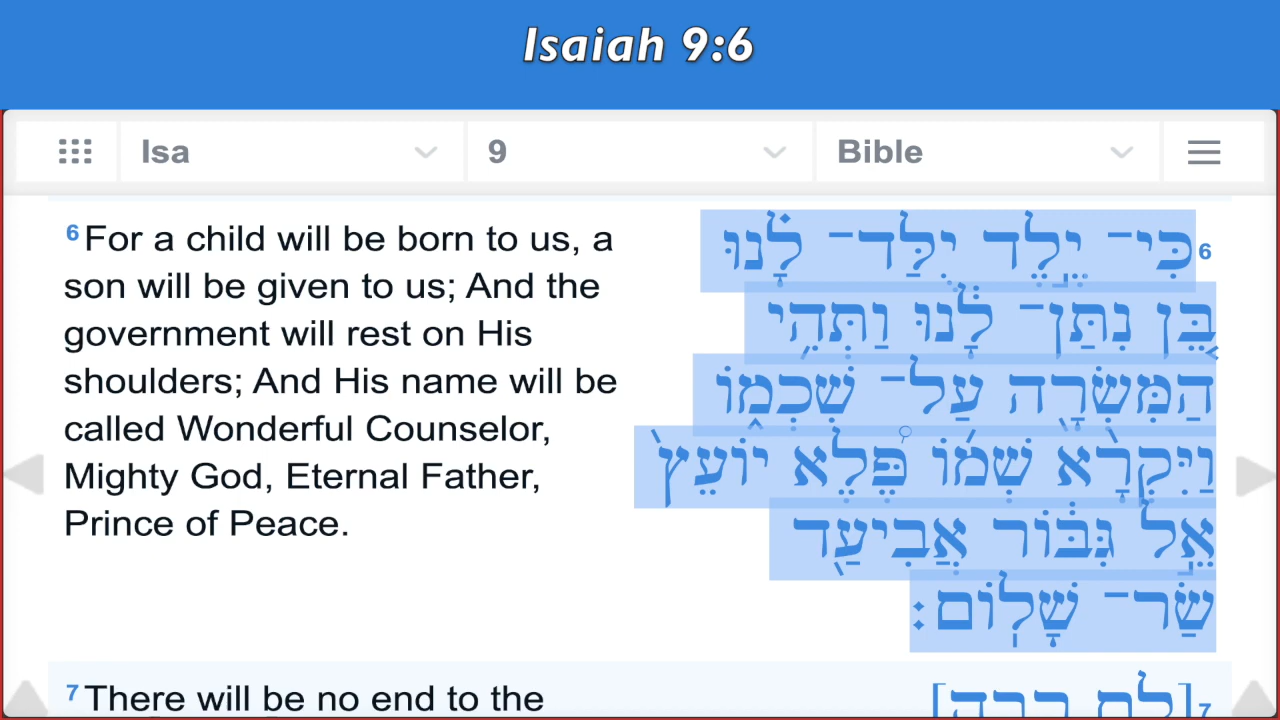 Isaiah 9:6
Isa
9
Bible
6 For a child will be born to us, a
son will be given to us; And the
government will rest on His
shoulders; And His name will be
called Wonderful Counselor,
Mighty God, Eternal Father,
Prince of Peace.
7 There will be no end to the
6 כִּי־ יֶ֣לֶד יֻלַּד־ לָ֗נוּ
בֵּ֚ן נִתַּן־ לָ֔נוּ וַתְּהִ֥י
הַמִּשְׂרָ֖ה עַל־ שִׁכְמ֑וֹ
וַיִּקְרָ֨א שְׁמ֜וֹ פֶּ֠לֶא יוֹעֵץ֙
אֵ֣ל גִּבּ֔וֹר אֲבִיעַ֖ד
שַׂר־ שָׁלֽוֹם׃
7